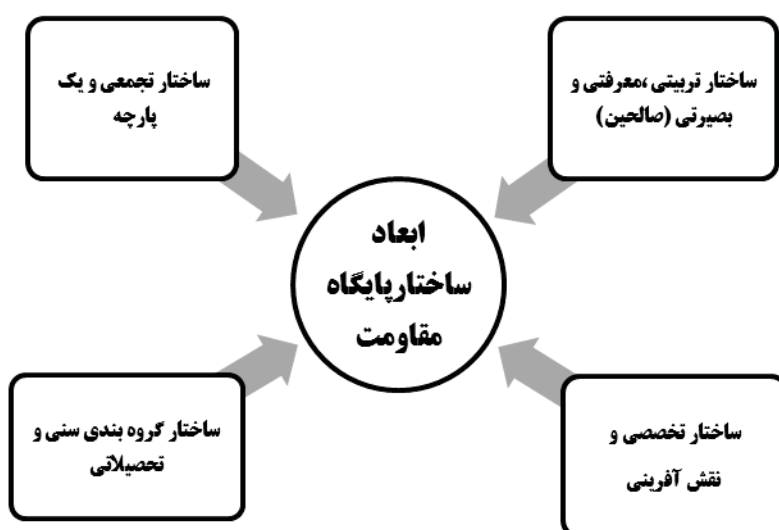 ساختار تربیتی ،معرفتی و
بصیرتی (صالحین)
ساختار تجمعی و یک
پارچه
ابعاد
ساختارپایگاه
مقاومت
ساختار تخصصی و
نقش آفرینی
ساختار گروه بندی سنی و
تحصیلاتی